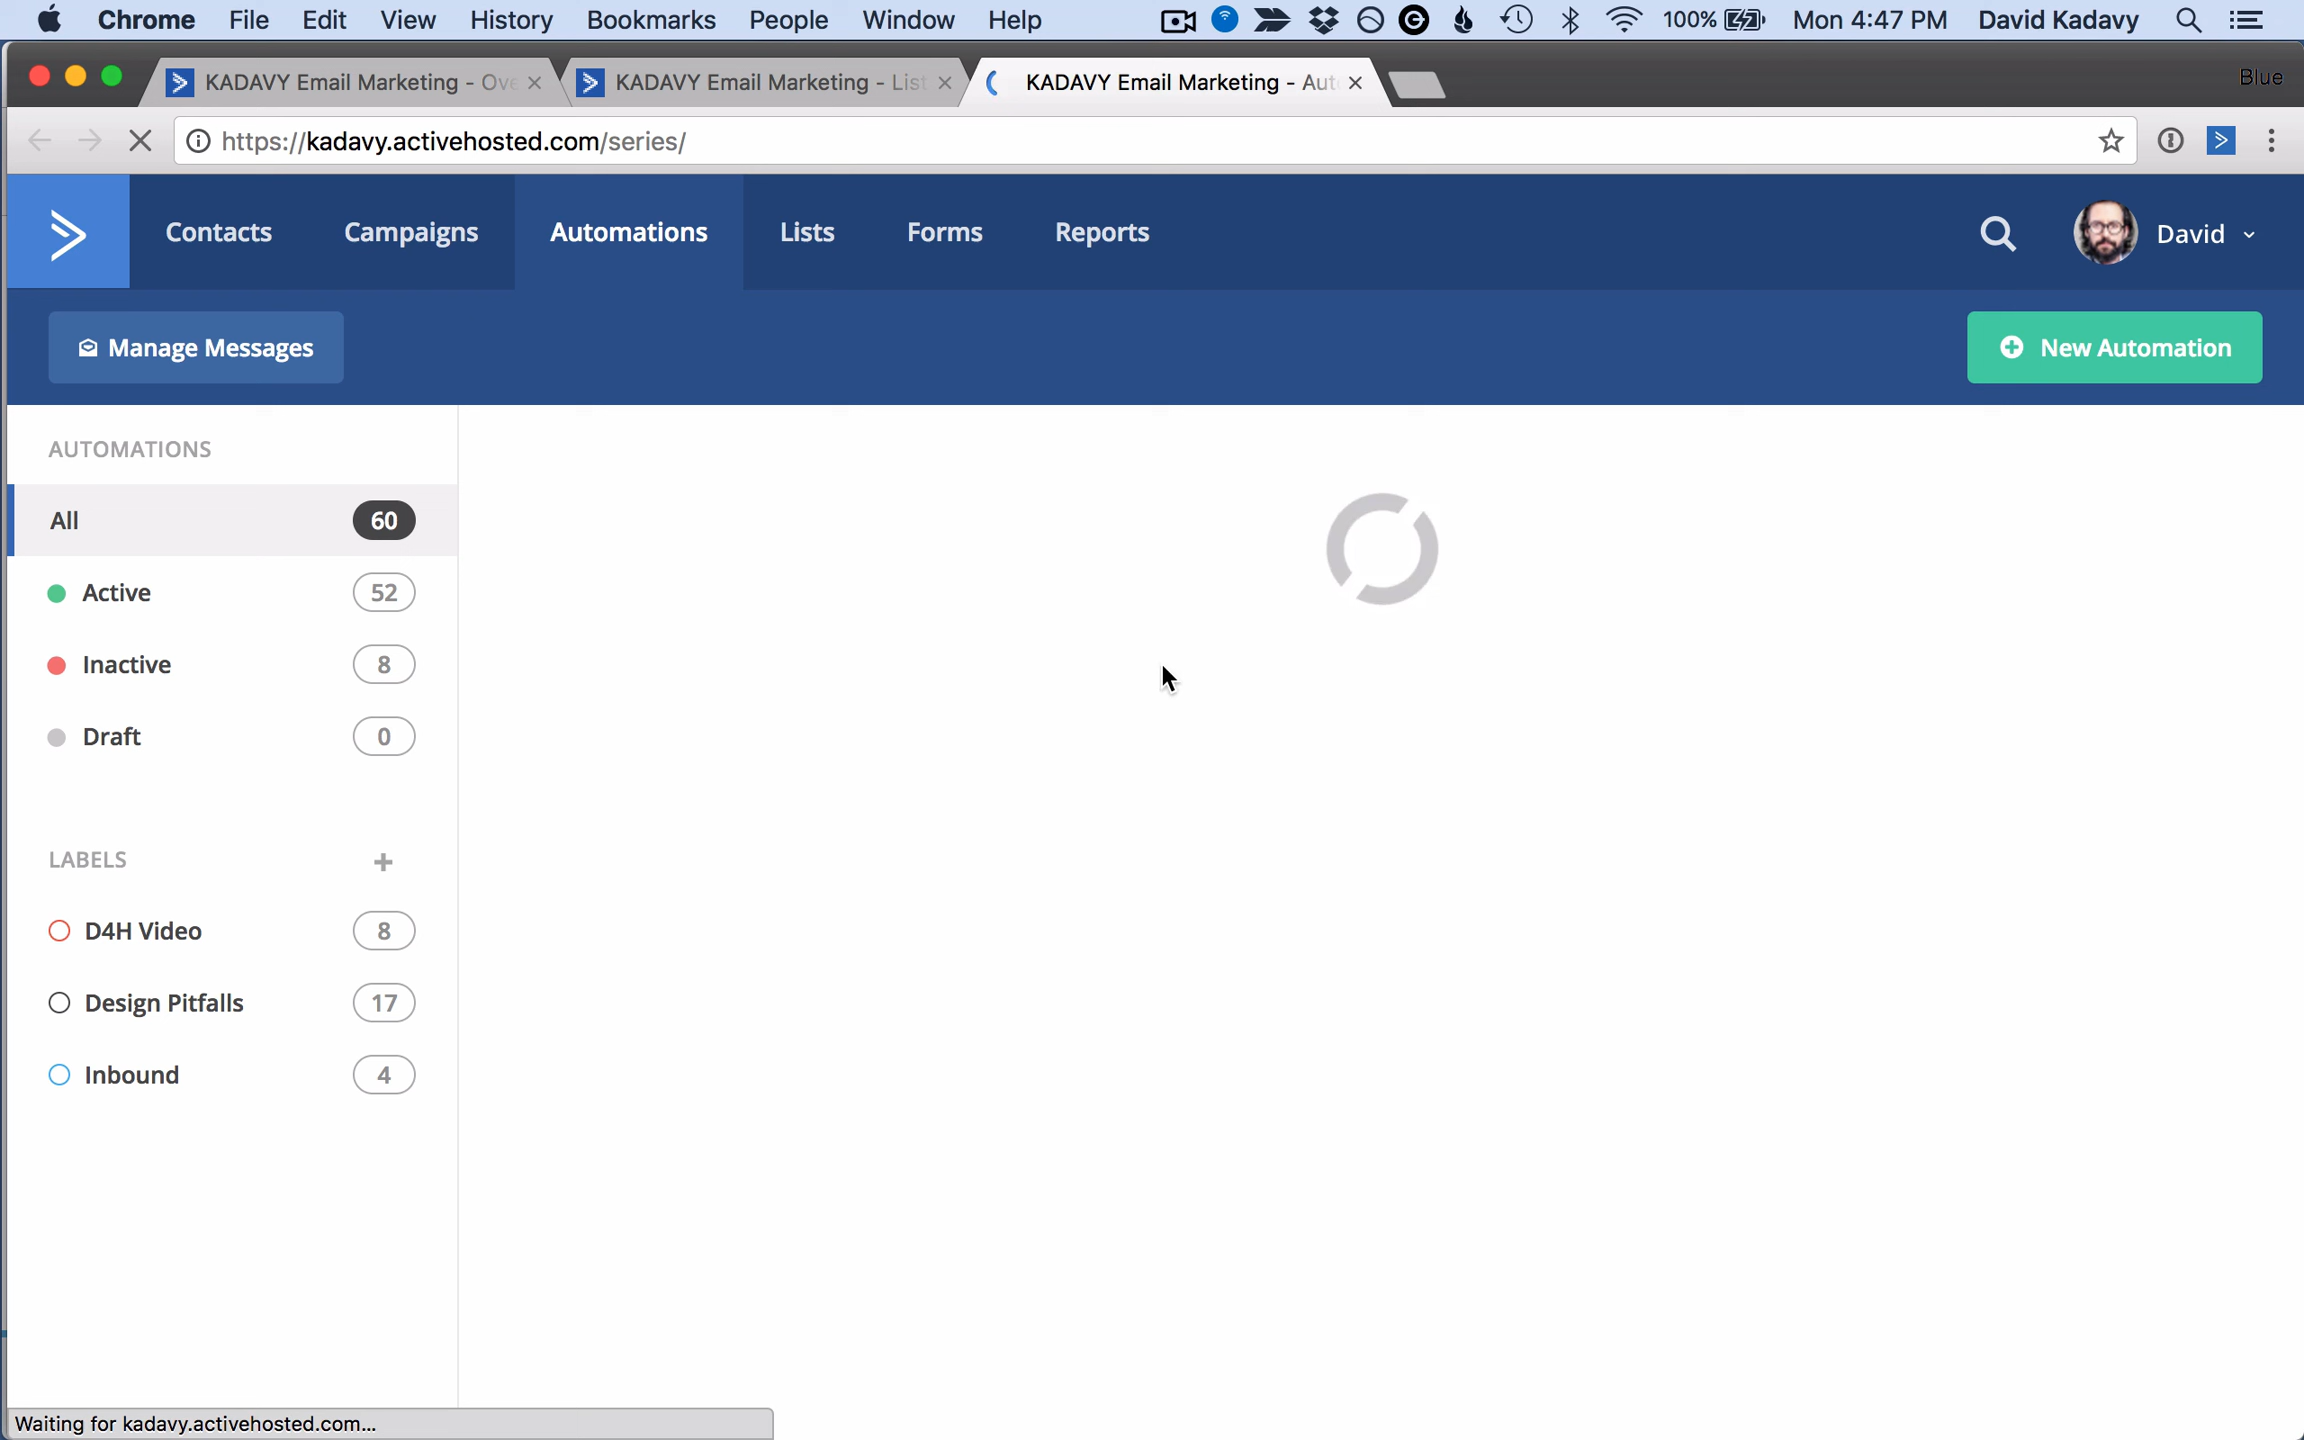 Chrome File Edit View History Bookmarks People Window Help 100% Mon 4:47 PM David Kadavy
KADAVY Email Marketing - Ove KADAVY Email Marketing - List KADAVY Email Marketing - Aut Blue
https://kadavy.activehosted.com/series/
Contacts Campaigns Automations Lists Forms Reports David
Manage Messages New Automation
AUTOMATIONS
All 60
Active 52
Inactive 8
Draft 0
LABELS +
D4H Video 8
Design Pitfalls 17
Inbound 4
Waiting for kadavy.activehosted.com...